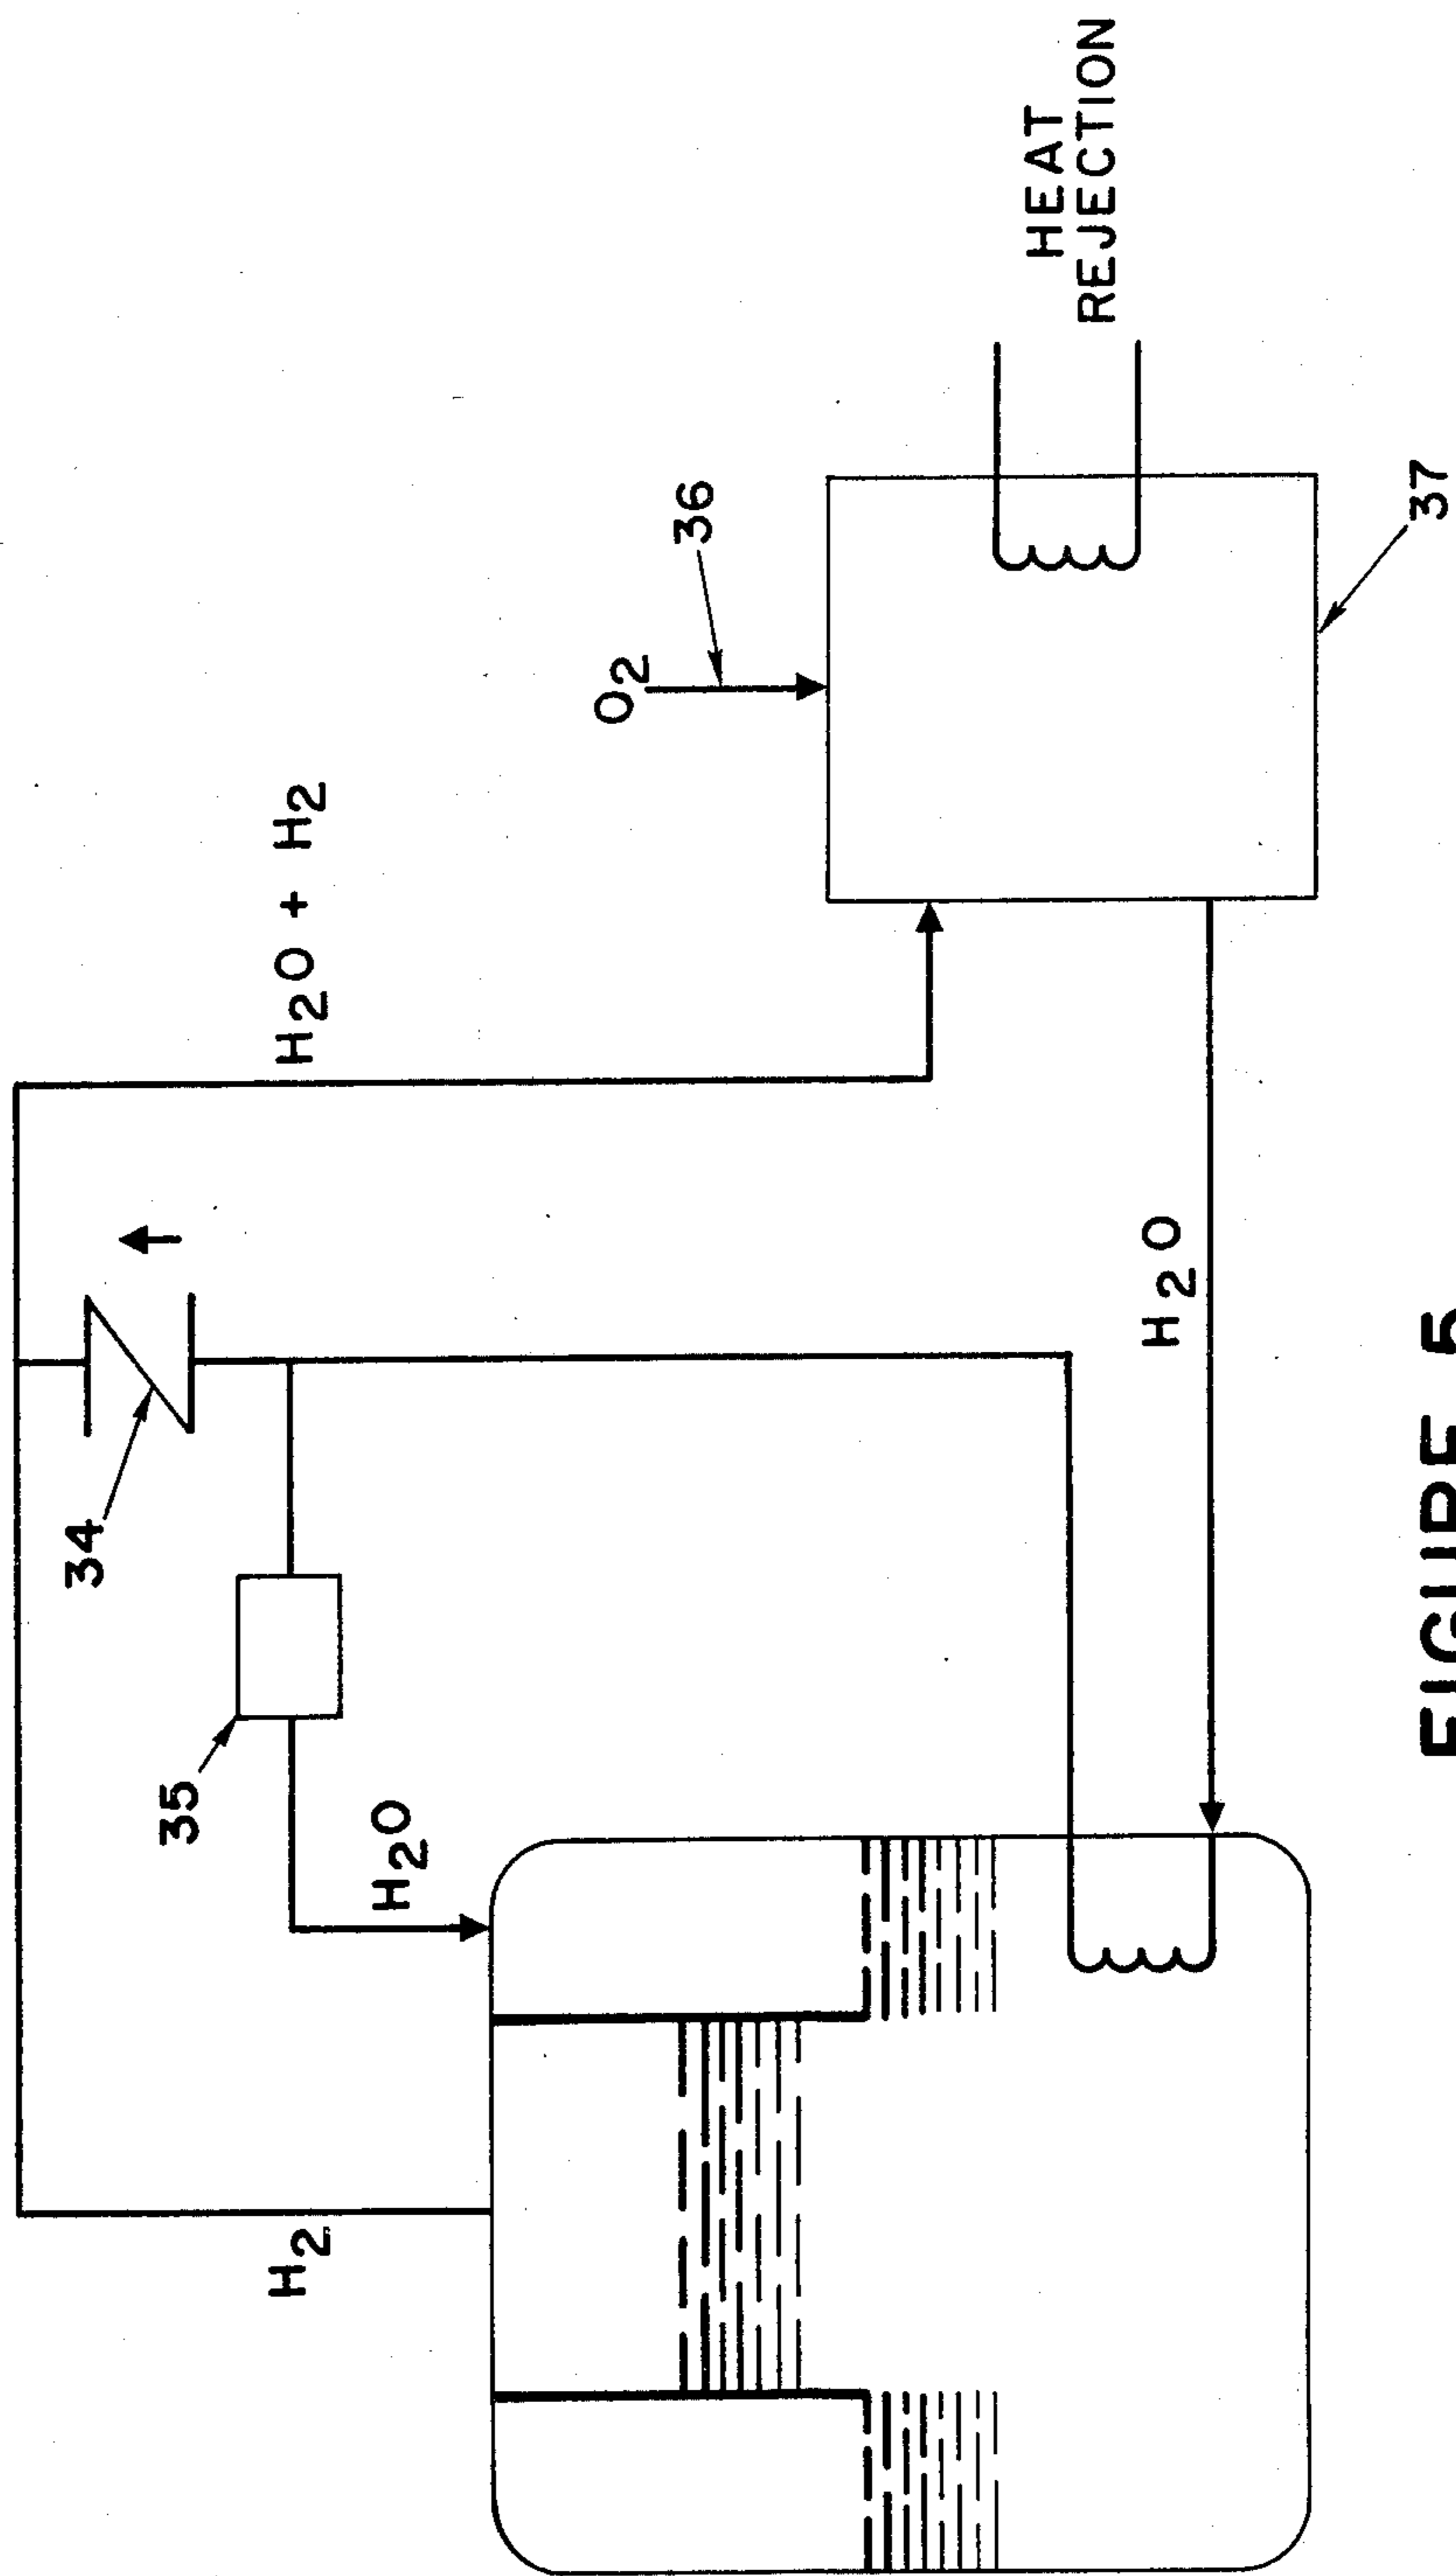 34
35
H₂
H₂O + H₂
H₂O
O₂
36
HEAT
REJECTION
H₂O
37
FIGURE 5